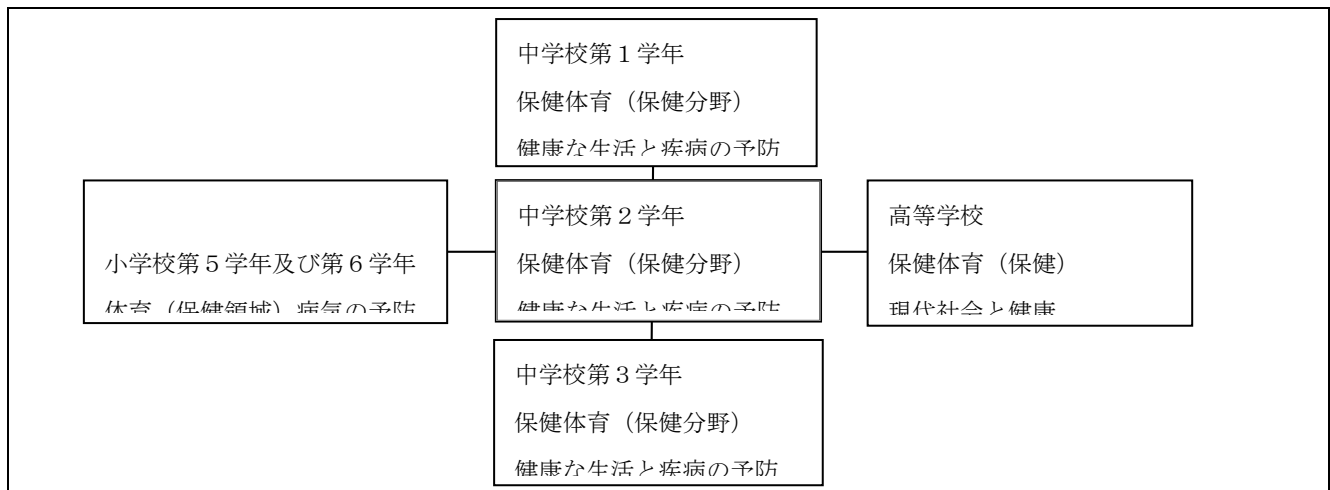 中学校第１学年
保健体育（保健分野）
健康な生活と疾病の予防
小学校第５学年及び第６学年
体育（保健領域）病気の予防
中学校第２学年
保健体育（保健分野）
健康な生活と疾病の予防
高等学校
保健体育（保健）
現代社会と健康
中学校第３学年
保健体育（保健分野）
健康な生活と疾病の予防